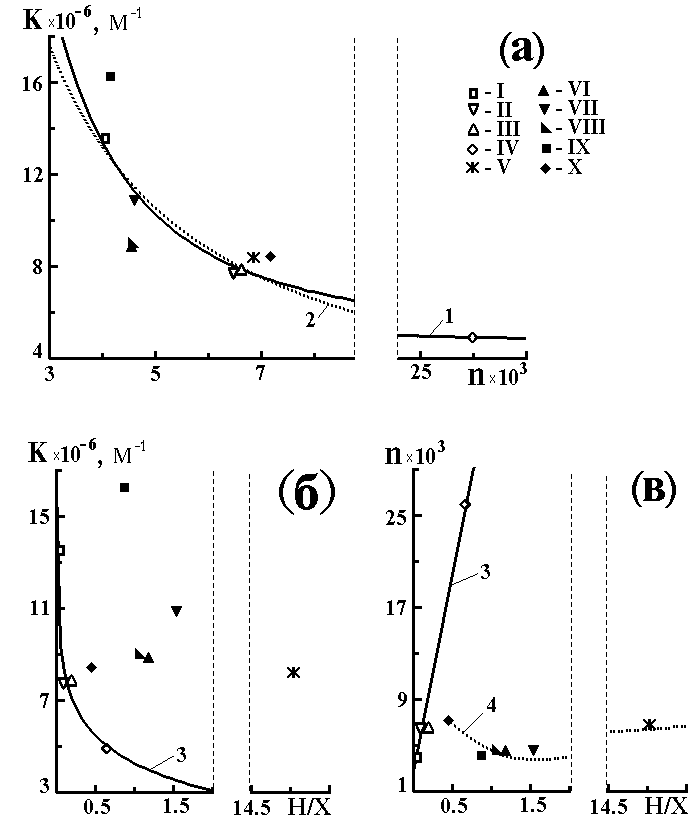 K ×10⁻⁶, M⁻¹
(а)
16
12
8
4
- I
- II
- III
- IV
- V
- VI
- VII
- VIII
- IX
- X
2
1
3 5 7 25 n ×10³
K ×10⁻⁶, M⁻¹
(б)
15
11
7
3
3
0.5 1.5 14.5 H/X
n ×10³
(в)
25
17
9
1
3
4
0.5 1.5 14.5 H/X